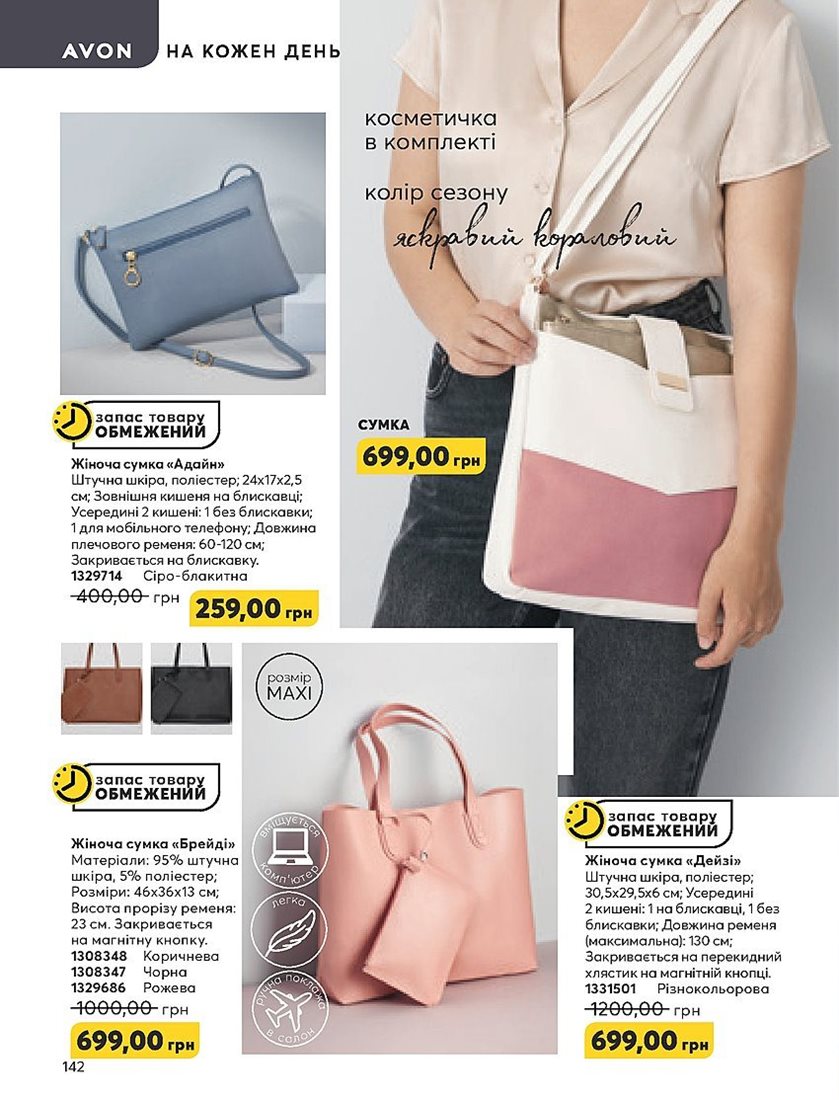 AVON
НА КОЖЕН ДЕНЬ
косметичка
в комплекті
колір сезону
яскравий кораловий
СУМКА
699,00 грн
запас товару
ОБМЕЖЕНИЙ
Жіноча сумка «Адайн»
Штучна шкіра, поліестер; 24х17х2,5
см; Зовнішня кишеня на блискавці;
Усередині 2 кишені: 1 без блискавки;
1 для мобільного телефону; Довжина
плечового ременя: 60-120 см;
Закривається на блискавку.
1329714 Сіро-блакитна
400,00 грн
259,00 грн
розмір
MAXI
запас товару
ОБМЕЖЕНИЙ
Жіноча сумка «Брейді»
Матеріали: 95% штучна
шкіра, 5% поліестер;
Розміри: 46х36х13 см;
Висота прорізу ременя:
23 см. Закривається
на магнітну кнопку.
1308348 Коричнева
1308347 Чорна
1329686 Рожева
1000,00 грн
699,00 грн
вміщується
комп'ютер
легка
ручна поклажа
в салон
запас товару
ОБМЕЖЕНИЙ
Жіноча сумка «Дейзі»
Штучна шкіра, поліестер;
30,5х29,5х6 см; Усередині
2 кишені: 1 на блискавці, 1 без
блискавки; Довжина ременя
(максимальна): 130 см;
Закривається на перекидний
хлястик на магнітній кнопці.
1331501 Різнокольорова
1200,00 грн
699,00 грн
142